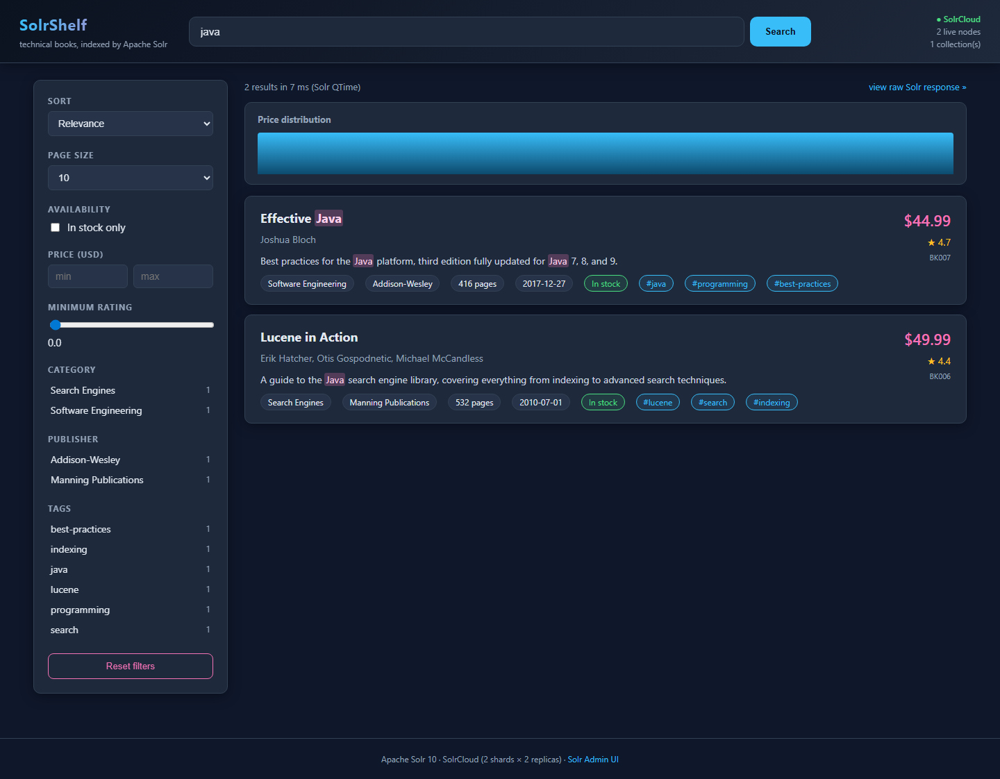 SolrShelf
technical books, indexed by Apache Solr
java
Search
● SolrCloud
2 live nodes
1 collection(s)
SORT
Relevance
PAGE SIZE
10
AVAILABILITY
In stock only
PRICE (USD)
min
max
MINIMUM RATING
0.0
CATEGORY
Search Engines 1
Software Engineering 1
PUBLISHER
Addison-Wesley 1
Manning Publications 1
TAGS
best-practices 1
indexing 1
java 1
lucene 1
programming 1
search 1
Reset filters
2 results in 7 ms (Solr QTime)
view raw Solr response »
Price distribution
Effective Java
$44.99
Joshua Bloch
★ 4.7
BK007
Best practices for the Java platform, third edition fully updated for Java 7, 8, and 9.
Software Engineering Addison-Wesley 416 pages 2017-12-27 In stock #java #programming #best-practices
Lucene in Action
$49.99
Erik Hatcher, Otis Gospodnetic, Michael McCandless
★ 4.4
BK006
A guide to the Java search engine library, covering everything from indexing to advanced search techniques.
Search Engines Manning Publications 532 pages 2010-07-01 In stock #lucene #search #indexing
Apache Solr 10 · SolrCloud (2 shards × 2 replicas) · Solr Admin UI